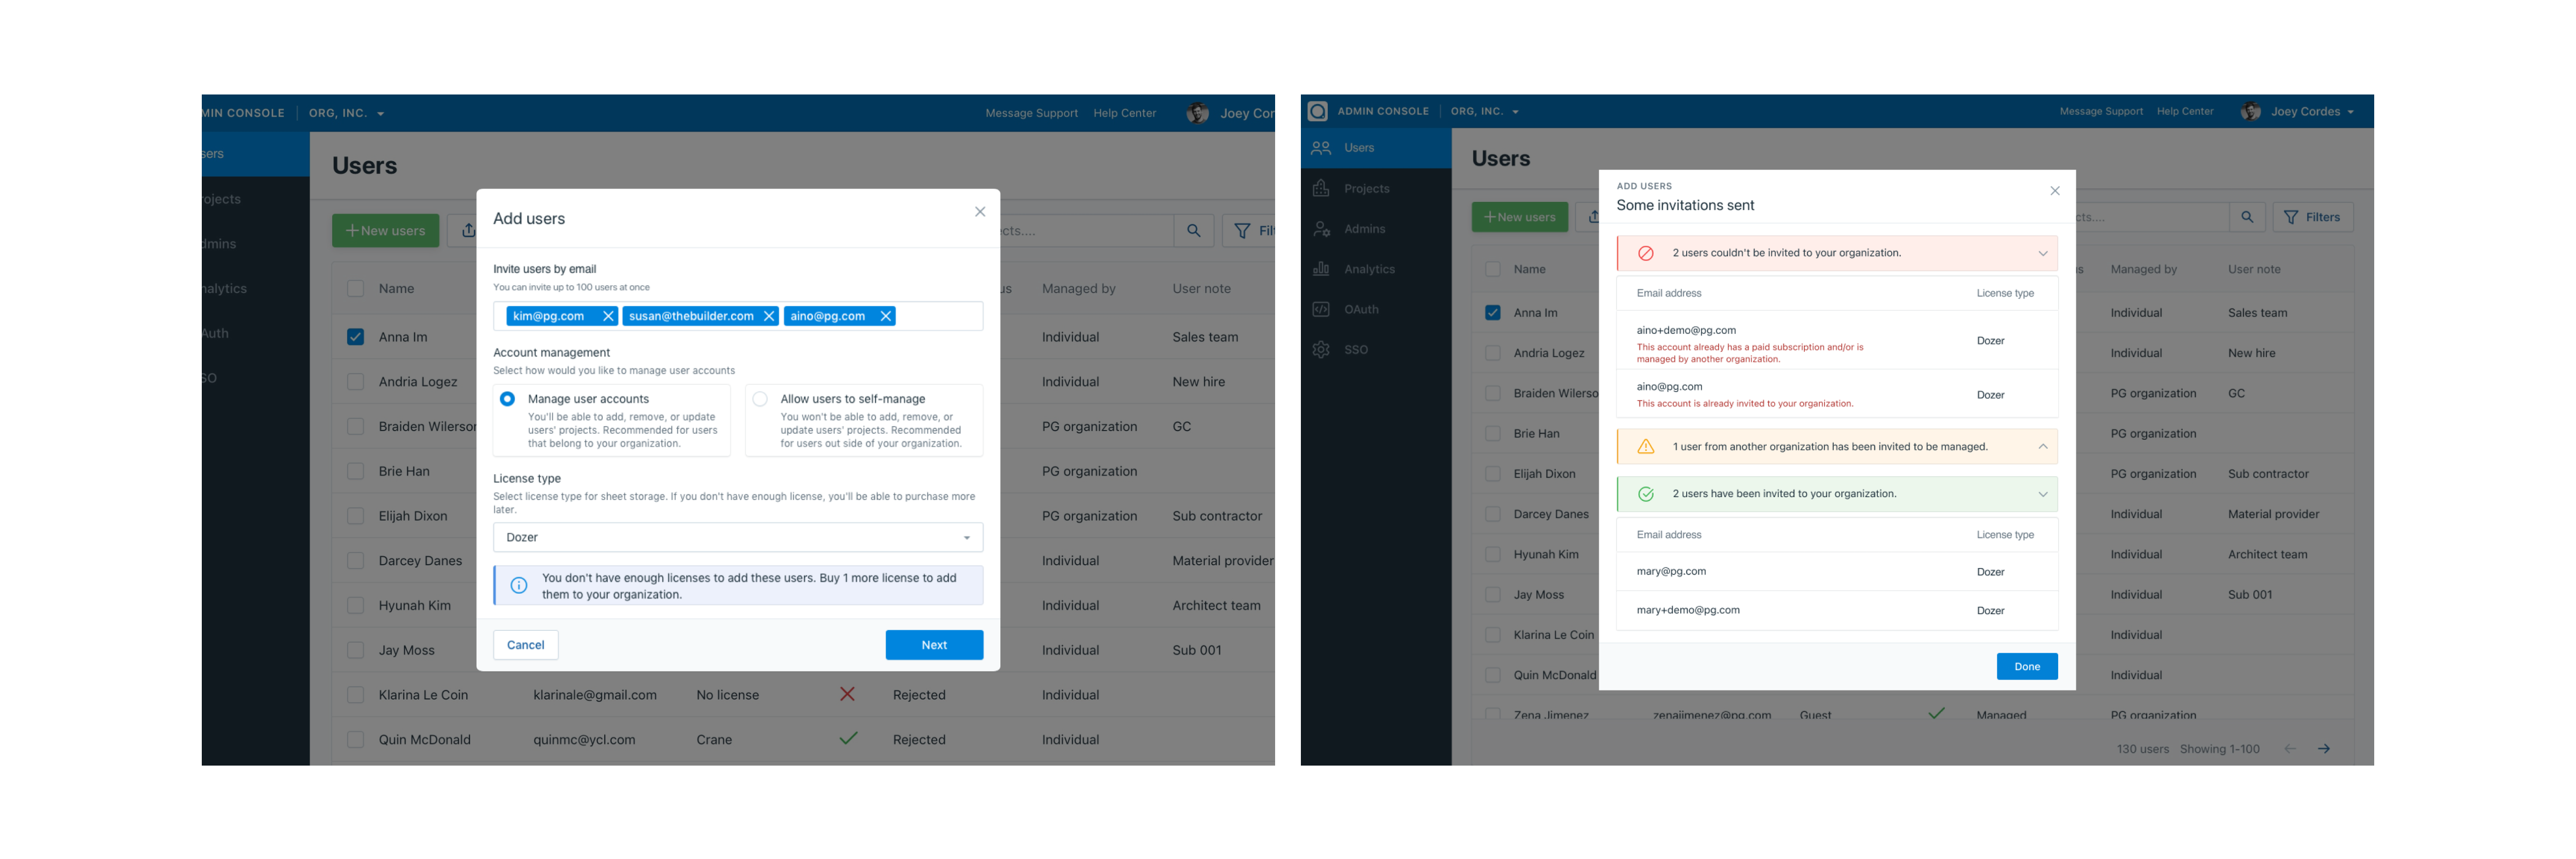 MIN CONSOLE
ORG, INC.
Message Support
Help Center
Joey Cor
sers
rojects
dmins
nalytics
Auth
SO
Users
+New users
cts....
Filt
Name
us
Managed by
User note
Anna Im
Individual
Sales team
Andria Logez
Individual
New hire
Braiden Wilerson
PG organization
GC
Brie Han
PG organization
Elijah Dixon
PG organization
Sub contractor
Darcey Danes
Individual
Material provider
Hyunah Kim
Individual
Architect team
Jay Moss
Individual
Sub 001
Klarina Le Coin
klarinale@gmail.com
No license
Rejected
Individual
Quin McDonald
quinmc@ycl.com
Crane
Rejected
Individual
Add users
Invite users by email
You can invite up to 100 users at once
kim@pg.com
susan@thebuilder.com
aino@pg.com
Account management
Select how would you like to manage user accounts
Manage user accounts
You'll be able to add, remove, or update
users' projects. Recommended for users
that belong to your organization.
Allow users to self-manage
You won't be able to add, remove, or
update users' projects. Recommended
for users out side of your organization.
License type
Select license type for sheet storage. If you don't have enough license, you'll be able to purchase more
later.
Dozer
You don't have enough licenses to add these users. Buy 1 more license to add
them to your organization.
Cancel
Next
ADMIN CONSOLE
ORG, INC.
Message Support
Help Center
Joey Cordes
Users
Projects
Admins
Analytics
OAuth
SSO
Users
+New users
cts....
Filters
Name
s
Managed by
User note
Anna Im
Individual
Sales team
Andria Logez
Individual
New hire
Braiden Wilerso
PG organization
GC
Brie Han
PG organization
Elijah Dixon
PG organization
Sub contractor
Darcey Danes
Individual
Material provider
Hyunah Kim
Individual
Architect team
Jay Moss
Individual
Sub 001
Klarina Le Coin
Individual
Quin McDonald
Individual
Zena Jimenez
zenajimenez@pg.com
Guest
Managed
PG organization
130 users
Showing 1-100
ADD USERS
Some invitations sent
2 users couldn't be invited to your organization.
Email address
License type
aino+demo@pg.com
This account already has a paid subscription and/or is
managed by another organization.
Dozer
aino@pg.com
This account is already invited to your organization.
Dozer
1 user from another organization has been invited to be managed.
2 users have been invited to your organization.
Email address
License type
mary@pg.com
Dozer
mary+demo@pg.com
Dozer
Done